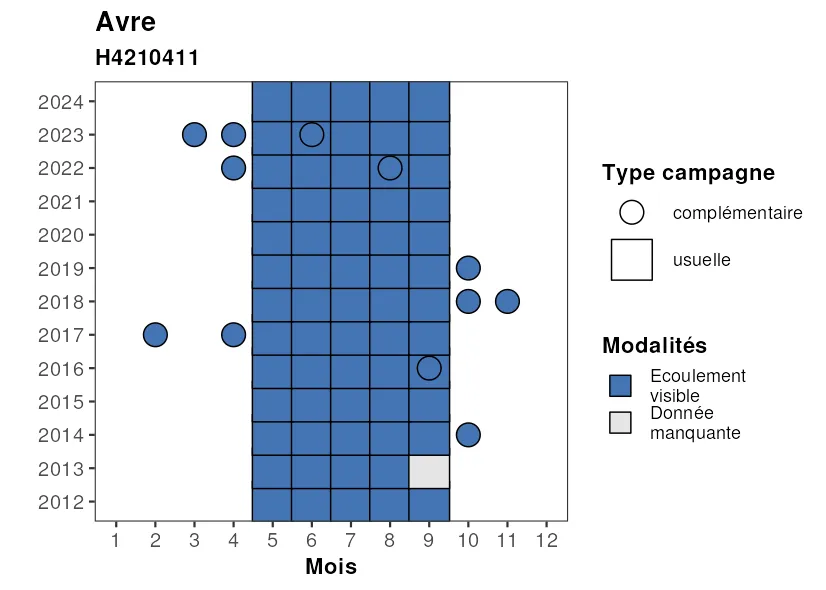 Avre
H4210411
2024
2023
2022
2021
2020
2019
2018
2017
2016
2015
2014
2013
2012
1 2 3 4 5 6 7 8 9 10 11 12
Mois
Type campagne
complémentaire
usuelle
Modalités
Ecoulement
visible
Donnée
manquante